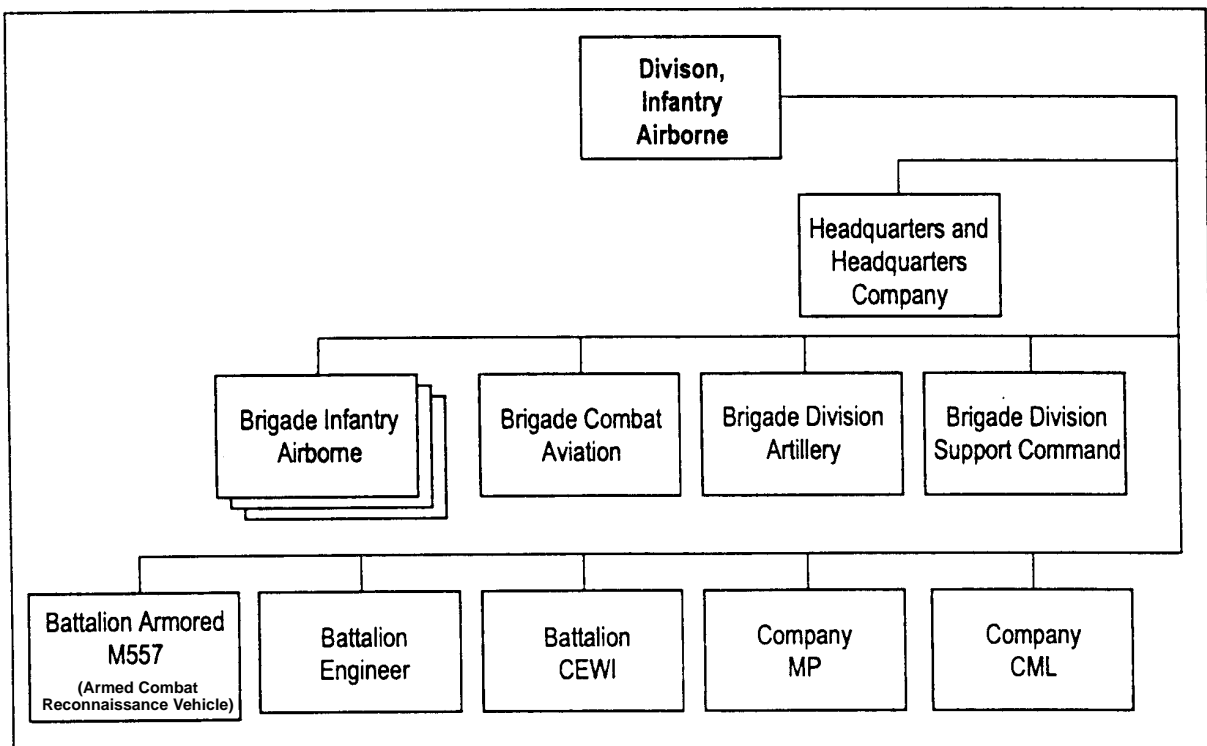 Divison,
Infantry
Airborne
Headquarters and
Headquarters
Company
Brigade Infantry
Airborne
Brigade Combat
Aviation
Brigade Division
Artillery
Brigade Division
Support Command
Battalion Armored
M557
(Armed Combat
Reconnaissance Vehicle)
Battalion
Engineer
Battalion
CEWI
Company
MP
Company
CML